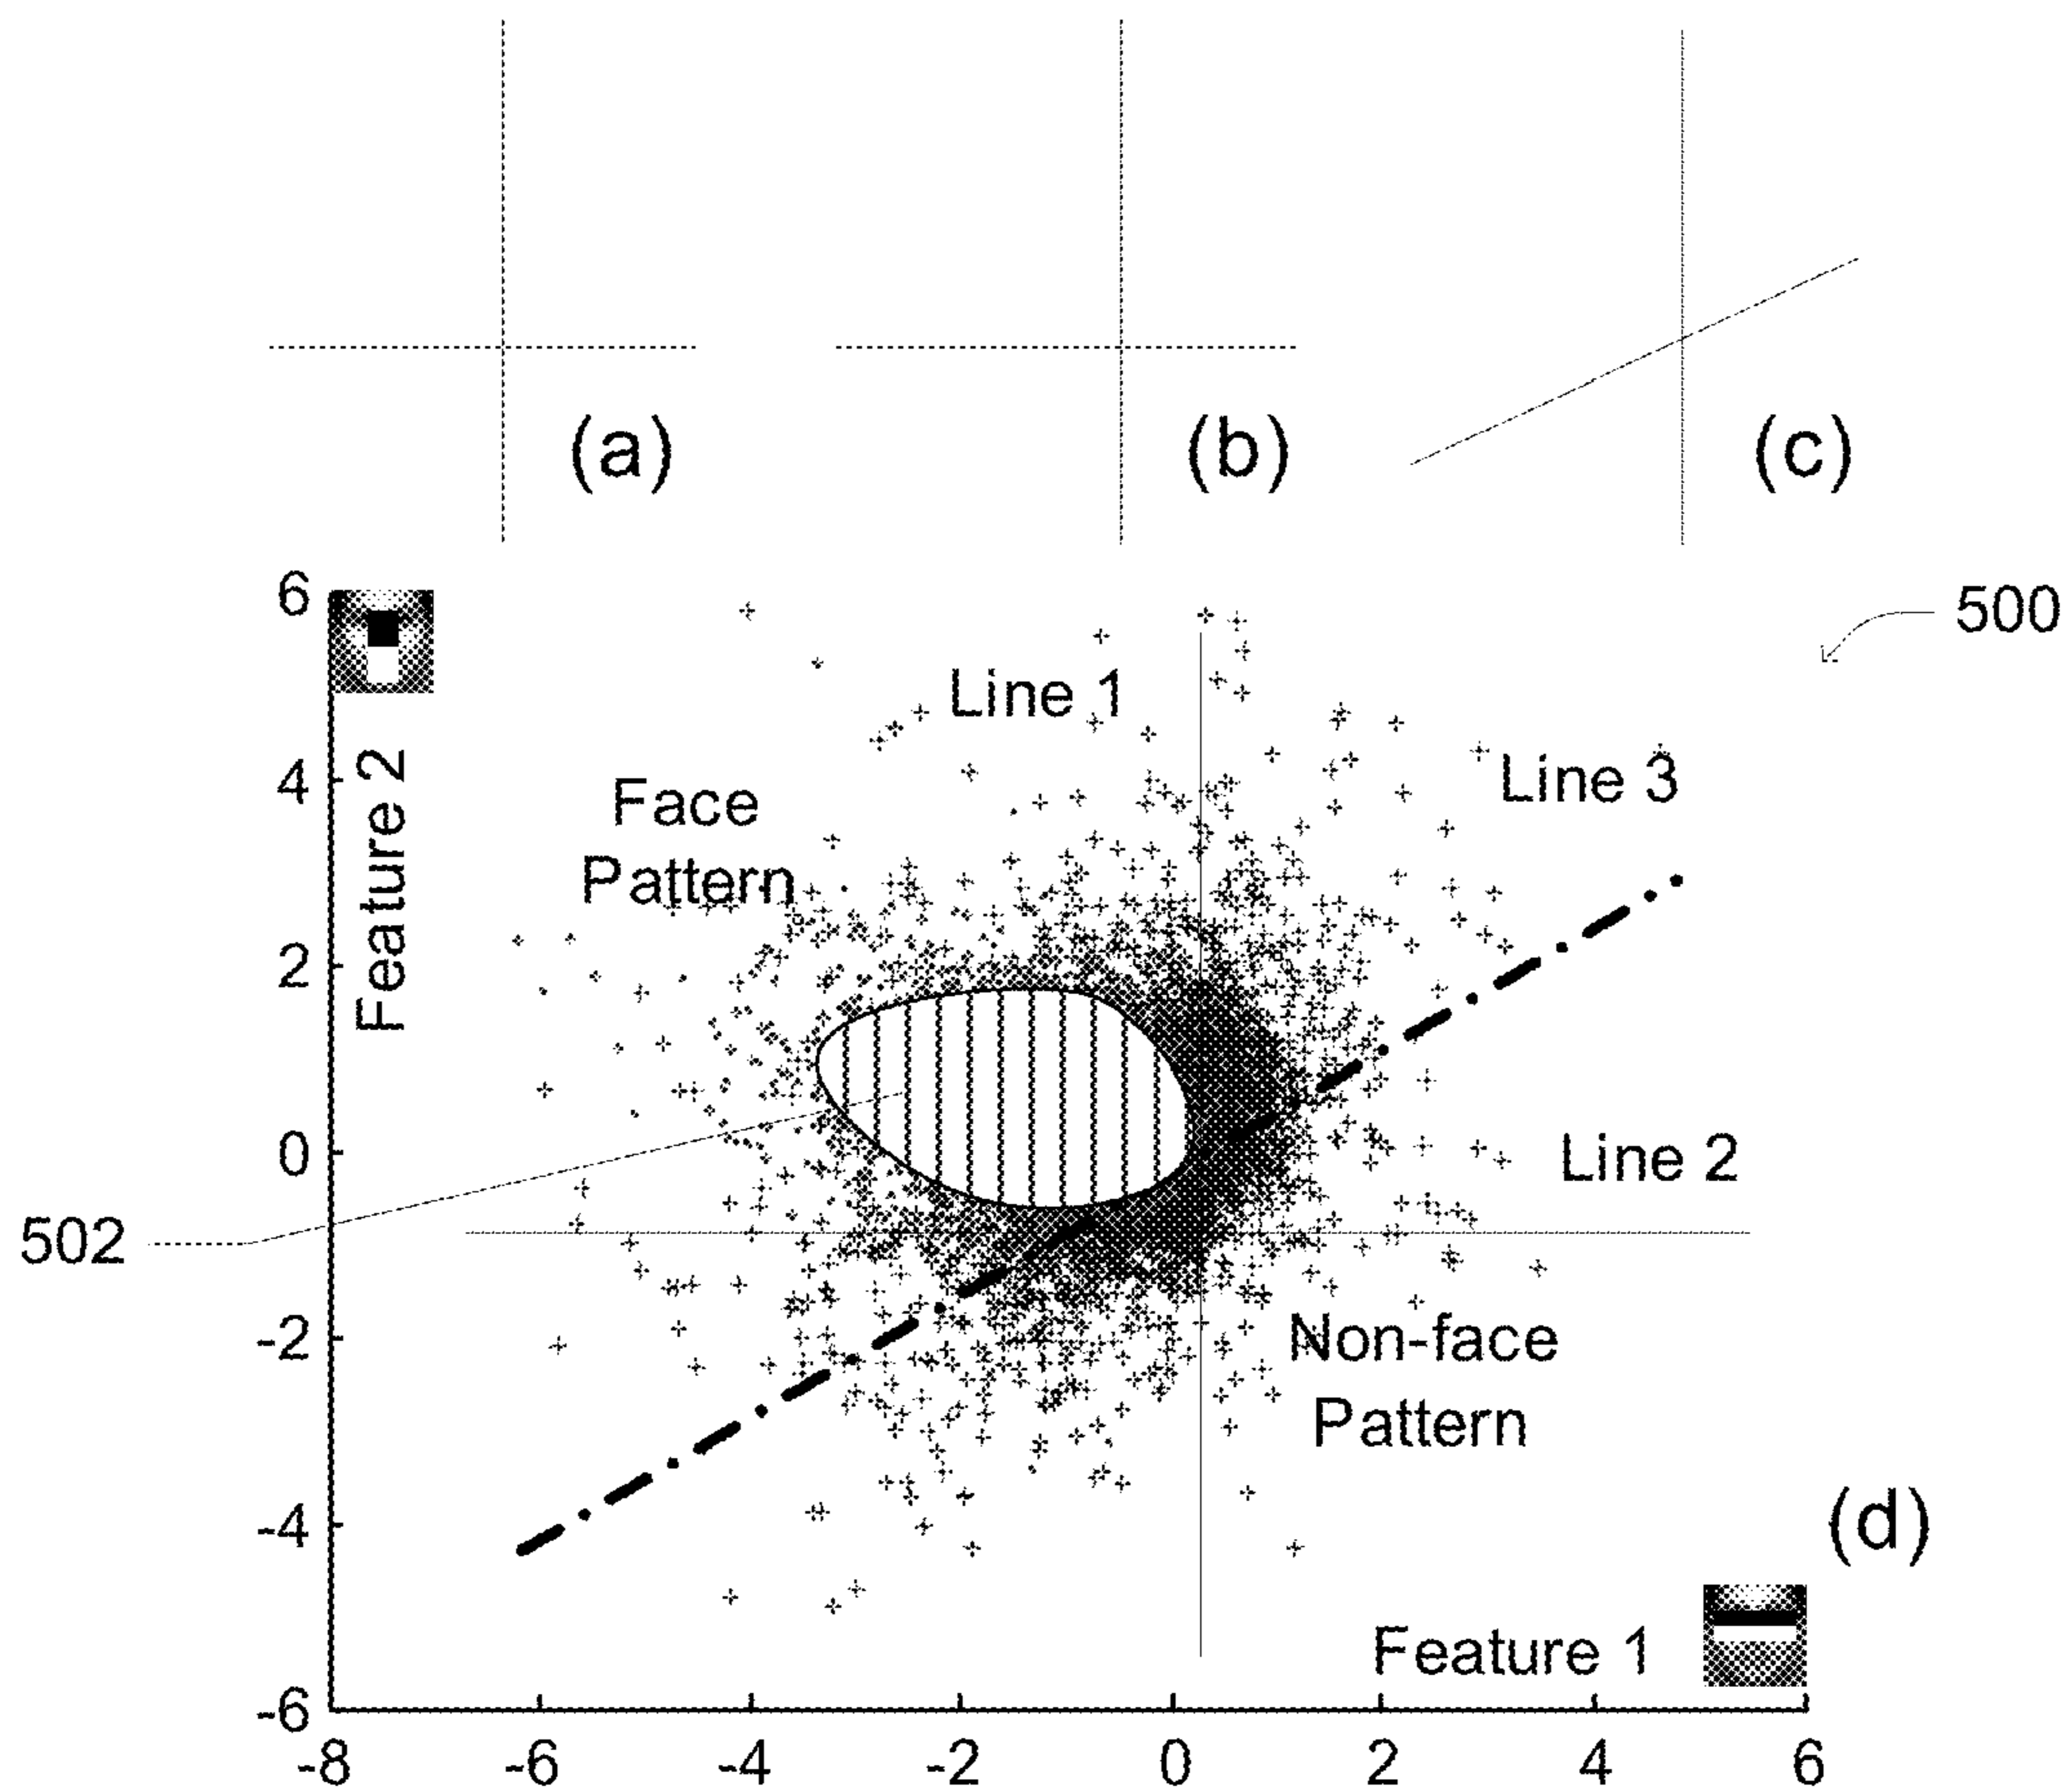 (a)
(b)
(c)
500
6
4
2
0
-2
-4
-6
Feature 2
Line 1
Line 3
Face
Pattern
Line 2
502
Non-face
Pattern
(d)
Feature 1
-8 -6 -4 -2 0 2 4 6